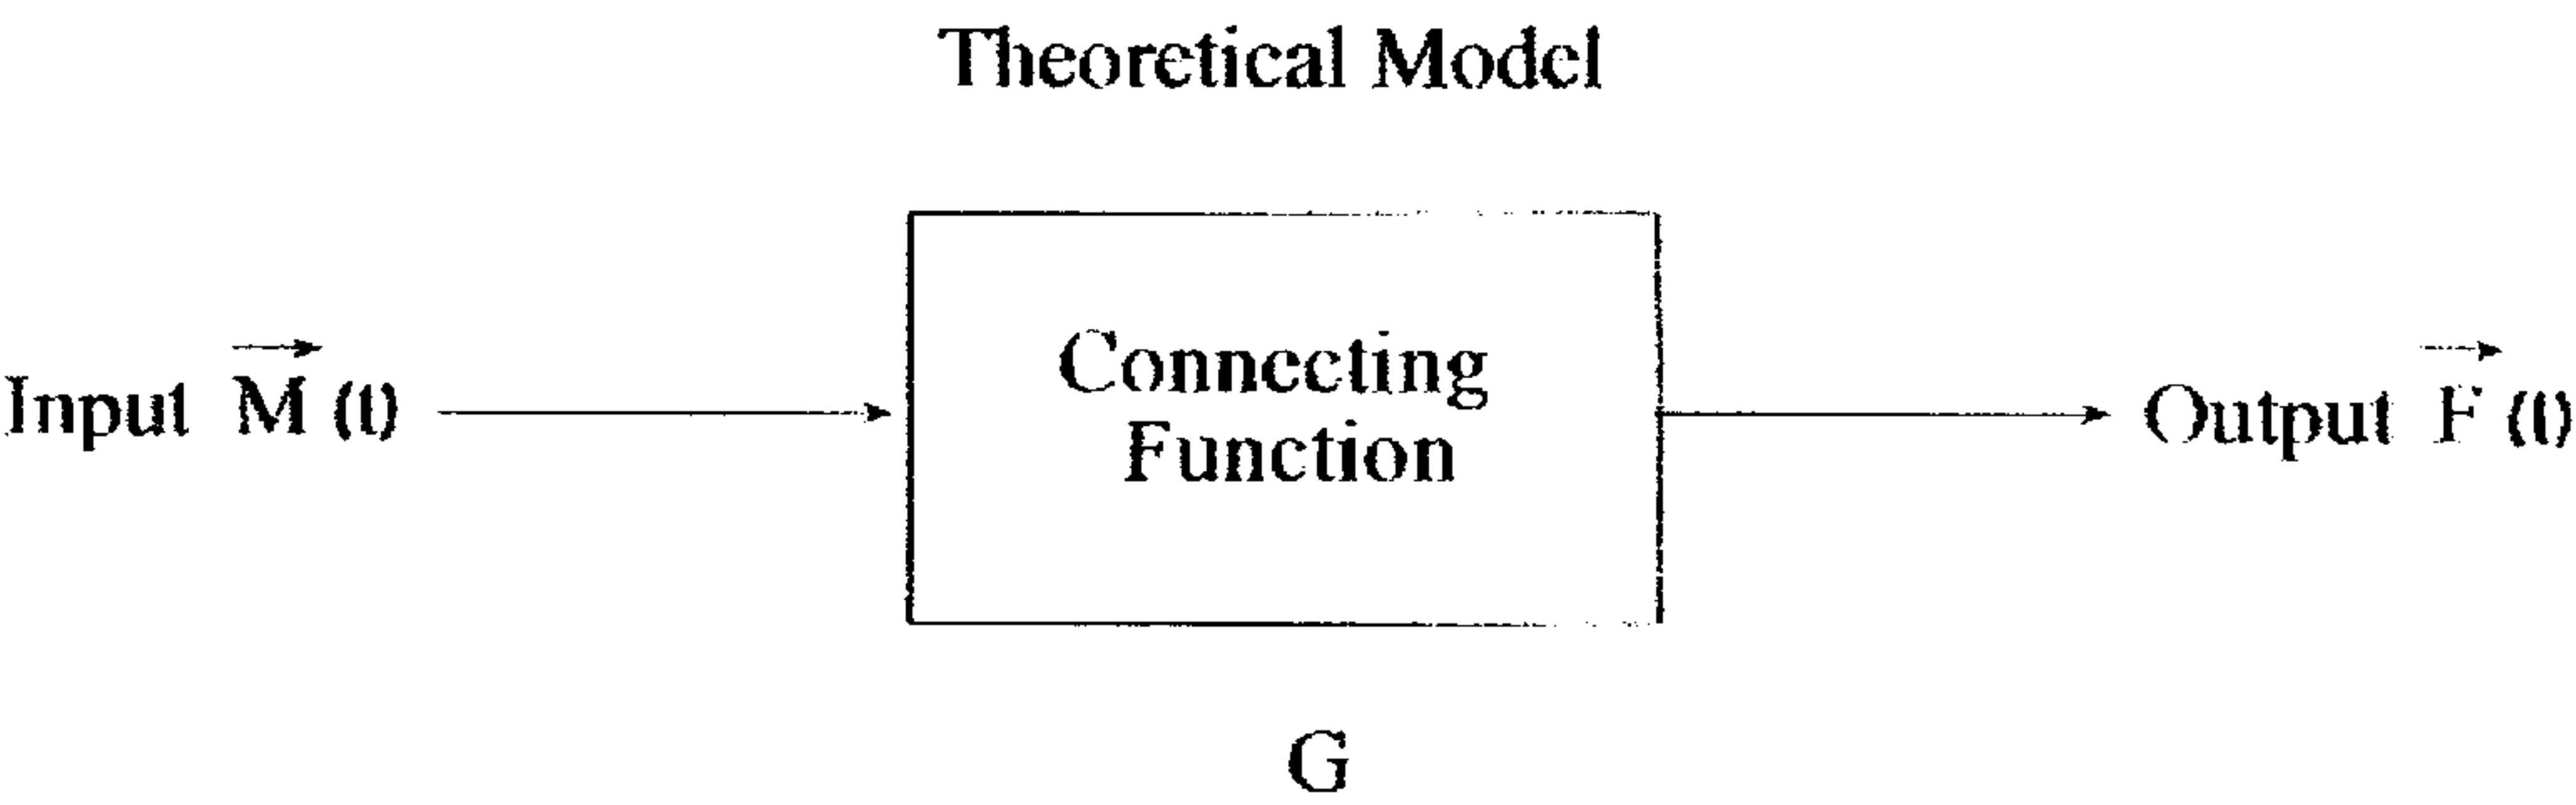 Theoretical Model
Input M (t)
Connecting
Function
Output F (t)
G